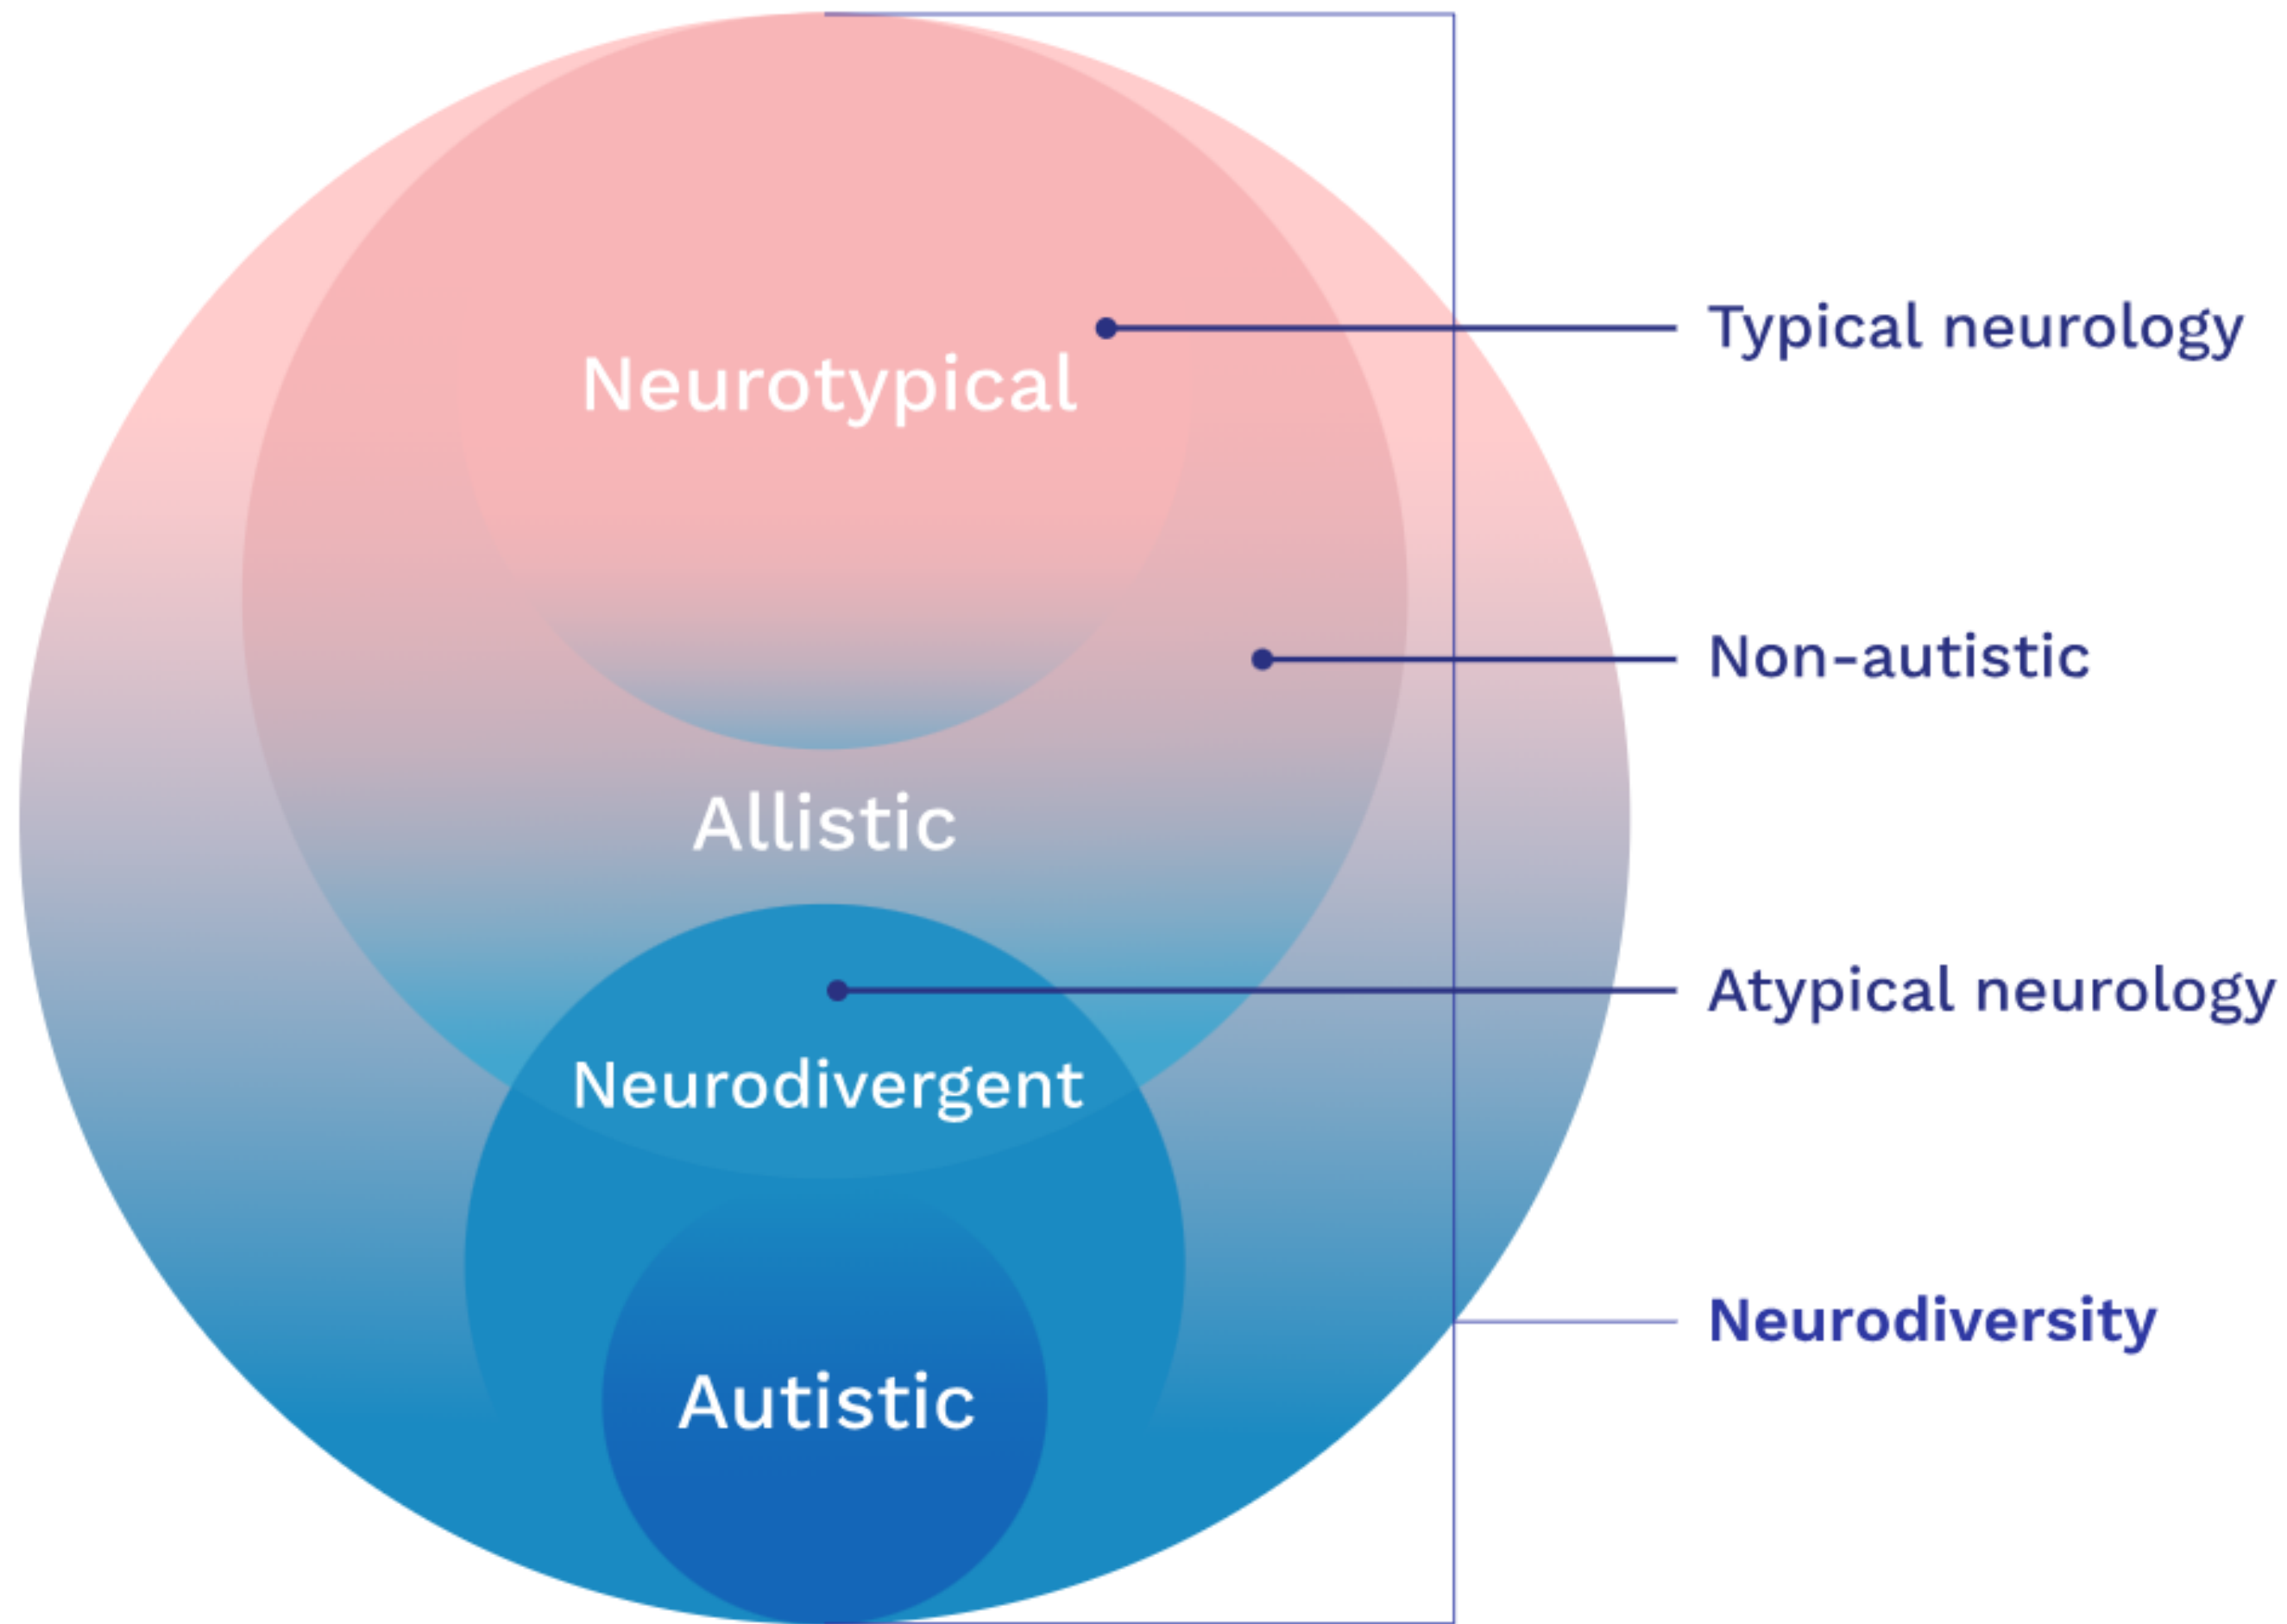 Typical neurology
Neurotypical
Non-autistic
Allistic
Atypical neurology
Neurodivergent
Neurodiversity
Autistic